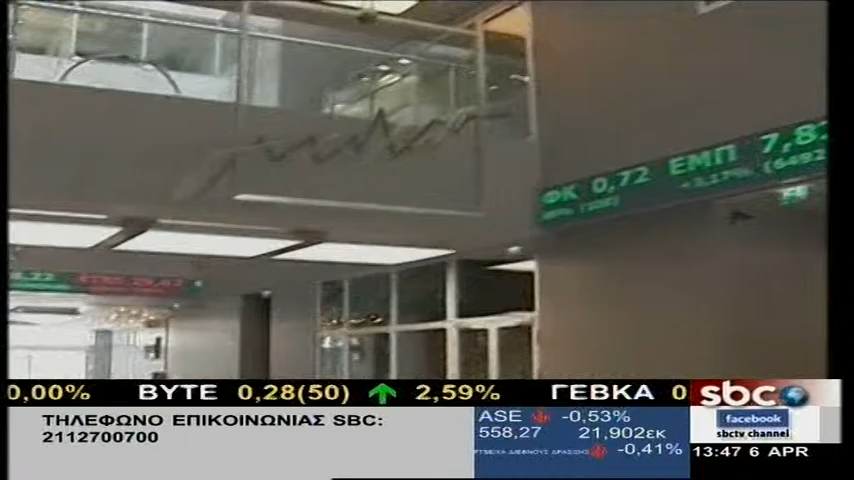 ΦΚ 0,72 ΕΜΠ 7,8
0,00% BYTE 0,28(50) 2,59% ΓΕΒΚΑ 0
sbc
facebook
sbctv channel
ΤΗΛΕΦΩΝΟ ΕΠΙΚΟΙΝΩΝΙΑΣ SBC:
2112700700
ASE -0,53%
558,27 21,902εκ
-0,41%
13:47 6 APR